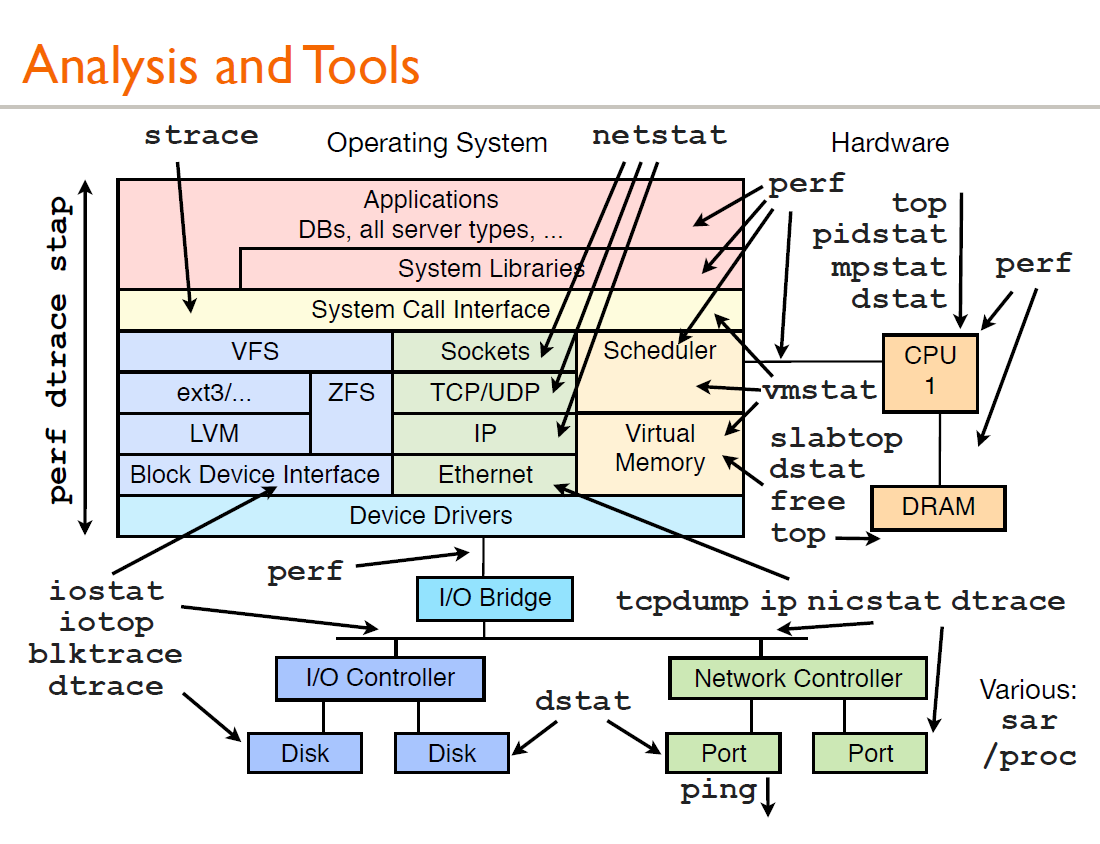 Analysis and Tools
strace
Operating System
netstat
Hardware
perf dtrace stap
Applications
DBs, all server types, ...
System Libraries
System Call Interface
VFS
Sockets
Scheduler
ext3/...
ZFS
TCP/UDP
LVM
IP
Virtual
Memory
Block Device Interface
Ethernet
Device Drivers
perf
top
pidstat
mpstat
dstat
perf
CPU
1
vmstat
slabtop
dstat
free
top
DRAM
perf
I/O Bridge
iostat
iotop
blktrace
dtrace
tcpdump ip nicstat dtrace
I/O Controller
Network Controller
dstat
Disk
Disk
Port
Port
ping
Various:
sar
/proc